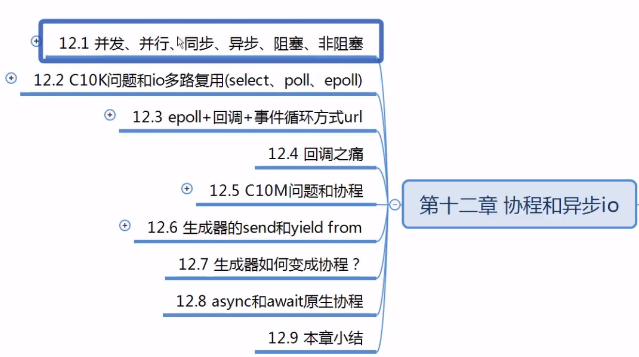 12.1 并发、并行、同步、异步、阻塞、非阻塞
12.2 C10K问题和io多路复用(select、poll、epoll)
12.3 epoll+回调+事件循环方式url
12.4 回调之痛
12.5 C10M问题和协程
12.6 生成器的send和yield from
12.7 生成器如何变成协程？
12.8 async和await原生协程
12.9 本章小结
第十二章 协程和异步io